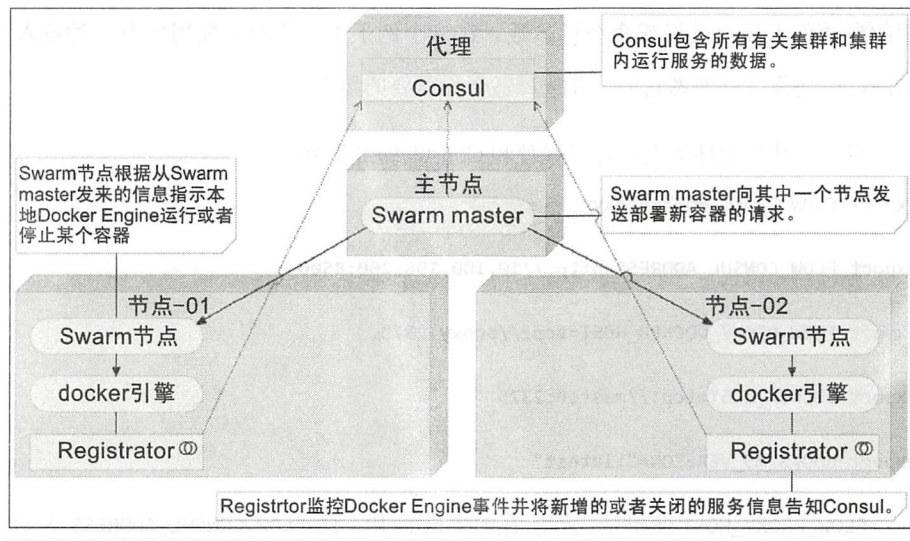 代理
Consul
Consul包含所有有关集群和集群
内运行服务的数据。
Swarm节点根据从Swarm
master发来的信息指示本
地Docker Engine运行或者
停止某个容器
主节点
Swarm master
Swarm master向其中一个节点发
送部署新容器的请求。
节点-01
Swarm节点
docker引擎
Registrator
节点-02
Swarm节点
docker引擎
Registrator
Registrtor监控Docker Engine事件并将新增的或者关闭的服务信息告知Consul。